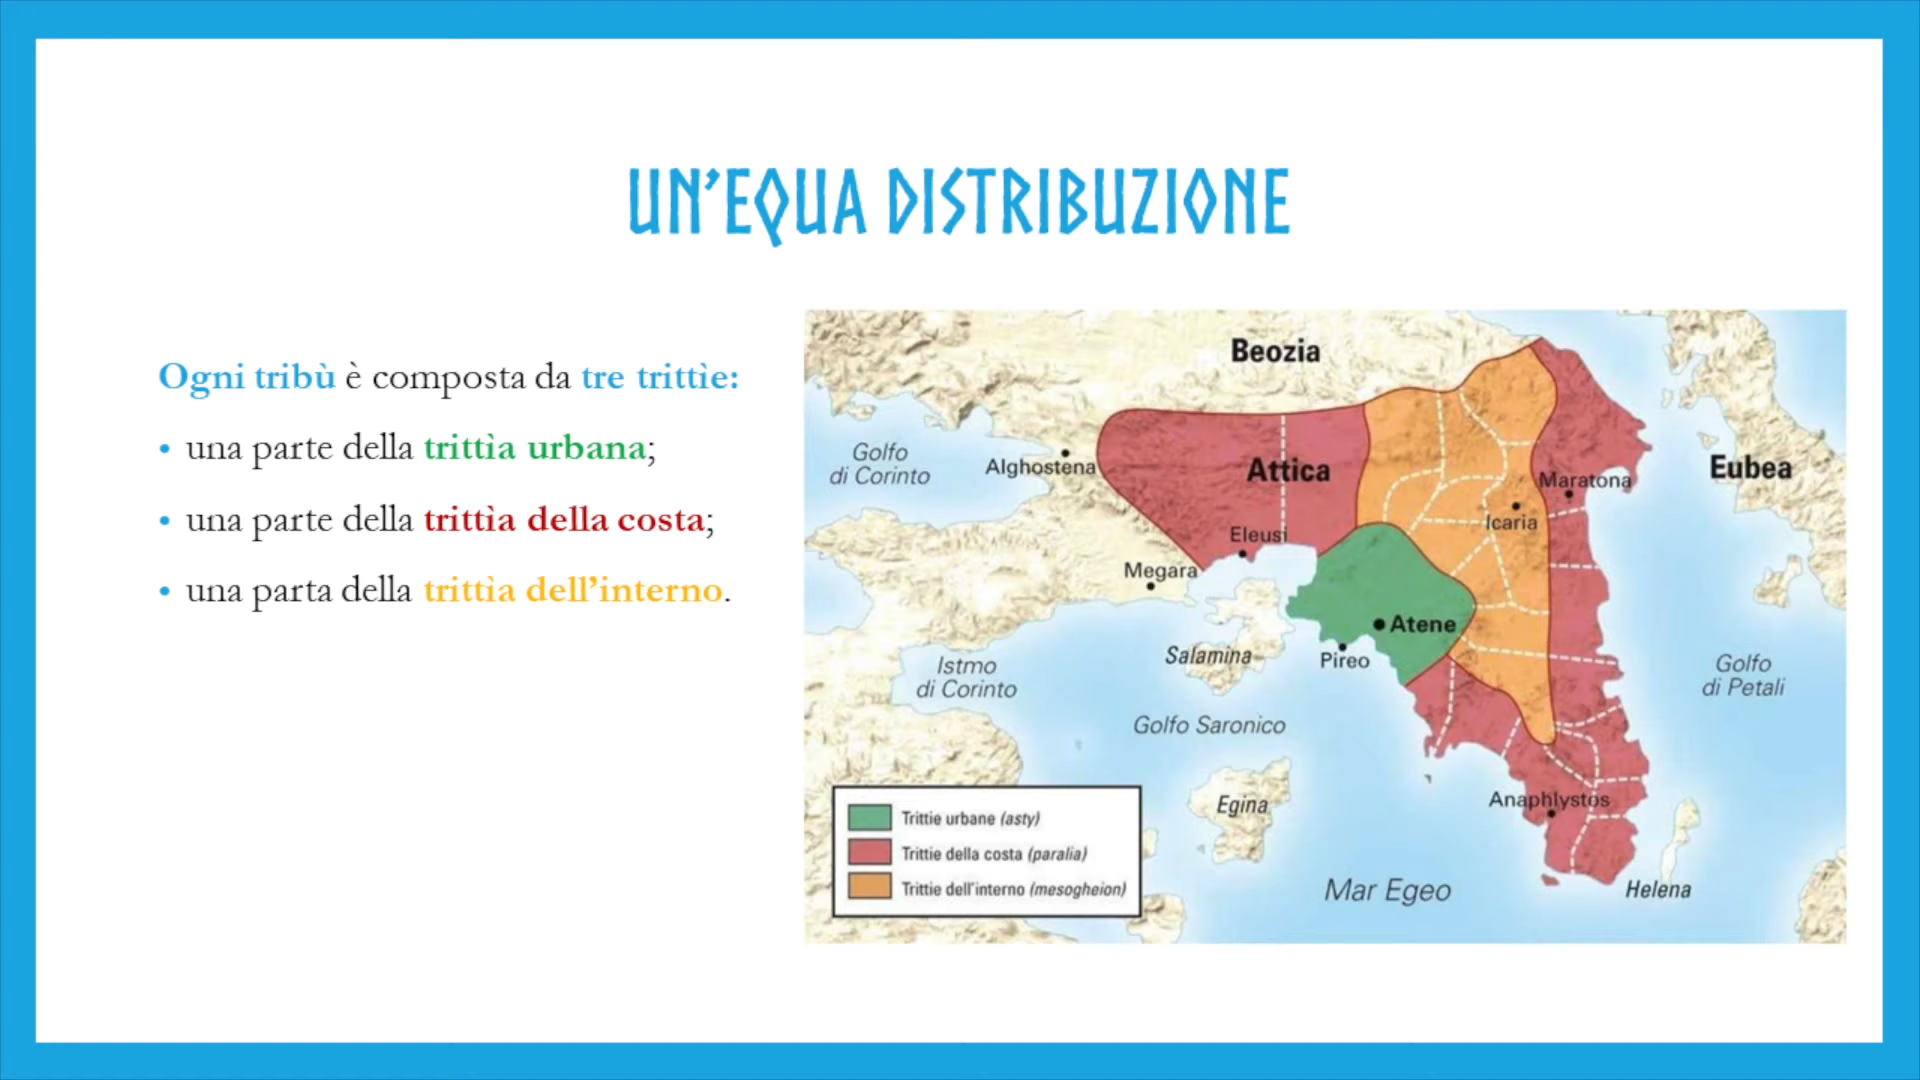 UN'EQUA DISTRIBUZIONE
Ogni tribù è composta da tre trittìe:
• una parte della trittìa urbana;
• una parte della trittìa della costa;
• una parta della trittìa dell'interno.
Beozia
Golfo
di Corinto
Alghostena
Attica
Maratona
Eubea
Icaria
Eleusi
Megara
Atene
Salamina
Pireo
Istmo
di Corinto
Golfo
di Petali
Golfo Saronico
Egina
Anaphlystos
Mar Egeo
Helena
Trittie urbane (asty)
Trittie della costa (paralia)
Trittie dell'interno (mesogheion)